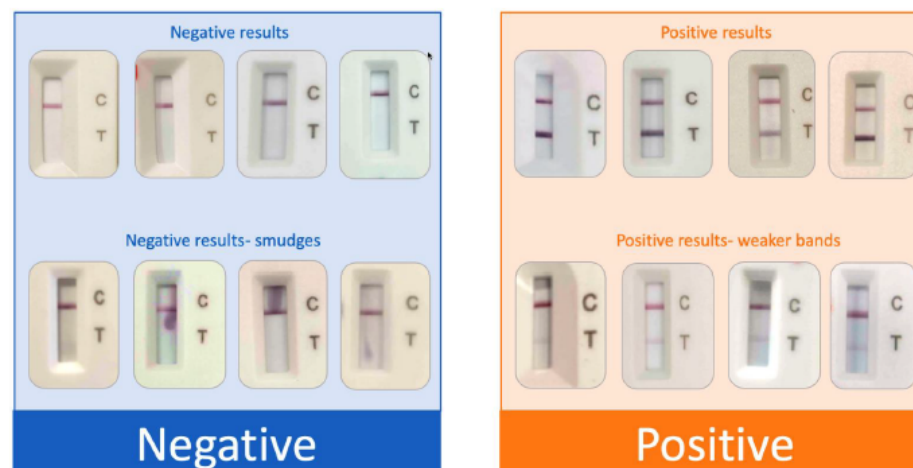 Negative results
C
T
C
T
C
T
C
T
Negative results- smudges
C
T
C
T
C
T
C
T
Negative
Positive results
C
T
C
T
C
T
C
T
Positive results- weaker bands
C
T
C
T
C
T
C
T
Positive